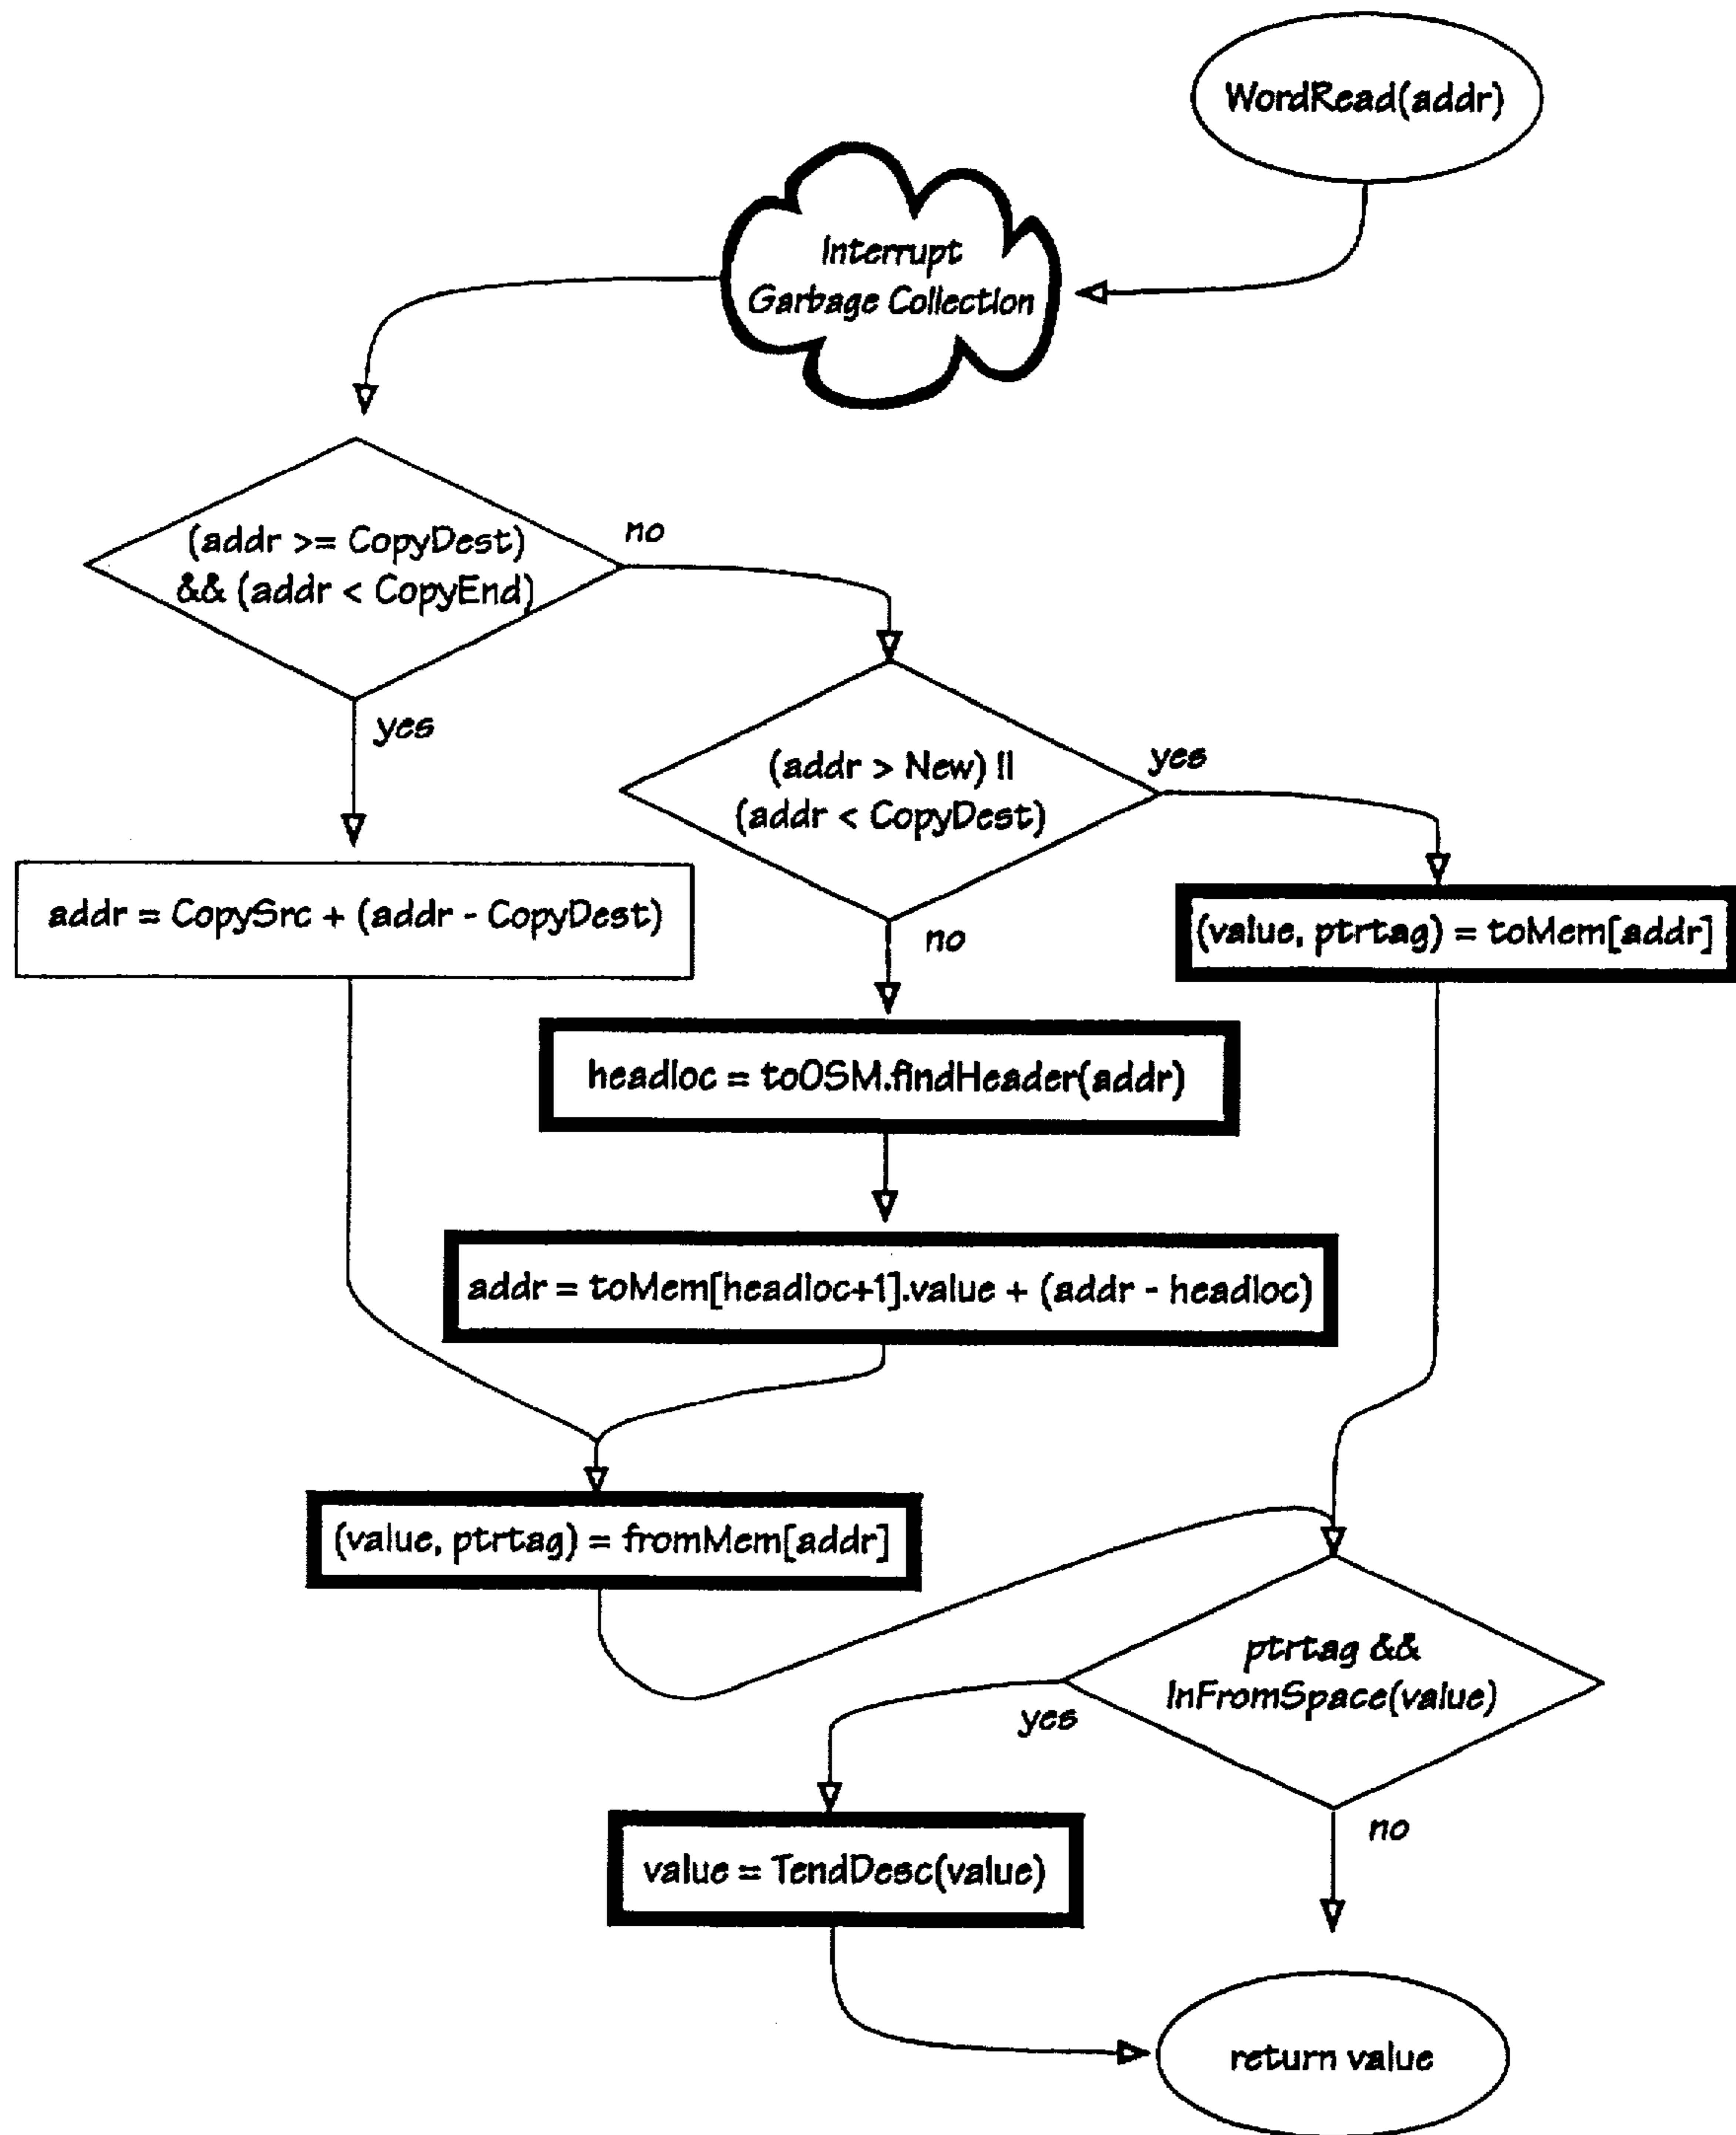 WordRead(addr)
Interrupt
Garbage Collection
(addr >= CopyDest)
&& (addr < CopyEnd)
no
yes
(addr > New) ||
(addr < CopyDest)
yes
no
addr = CopySrc + (addr - CopyDest)
(value, ptrtag) = toMem[addr]
headloc = toOSM.findHeader(addr)
addr = toMem[headloc+1].value + (addr - headloc)
(value, ptrtag) = fromMem[addr]
ptrtag &&
InFromSpace(value)
yes
no
value = TendDesc(value)
return value